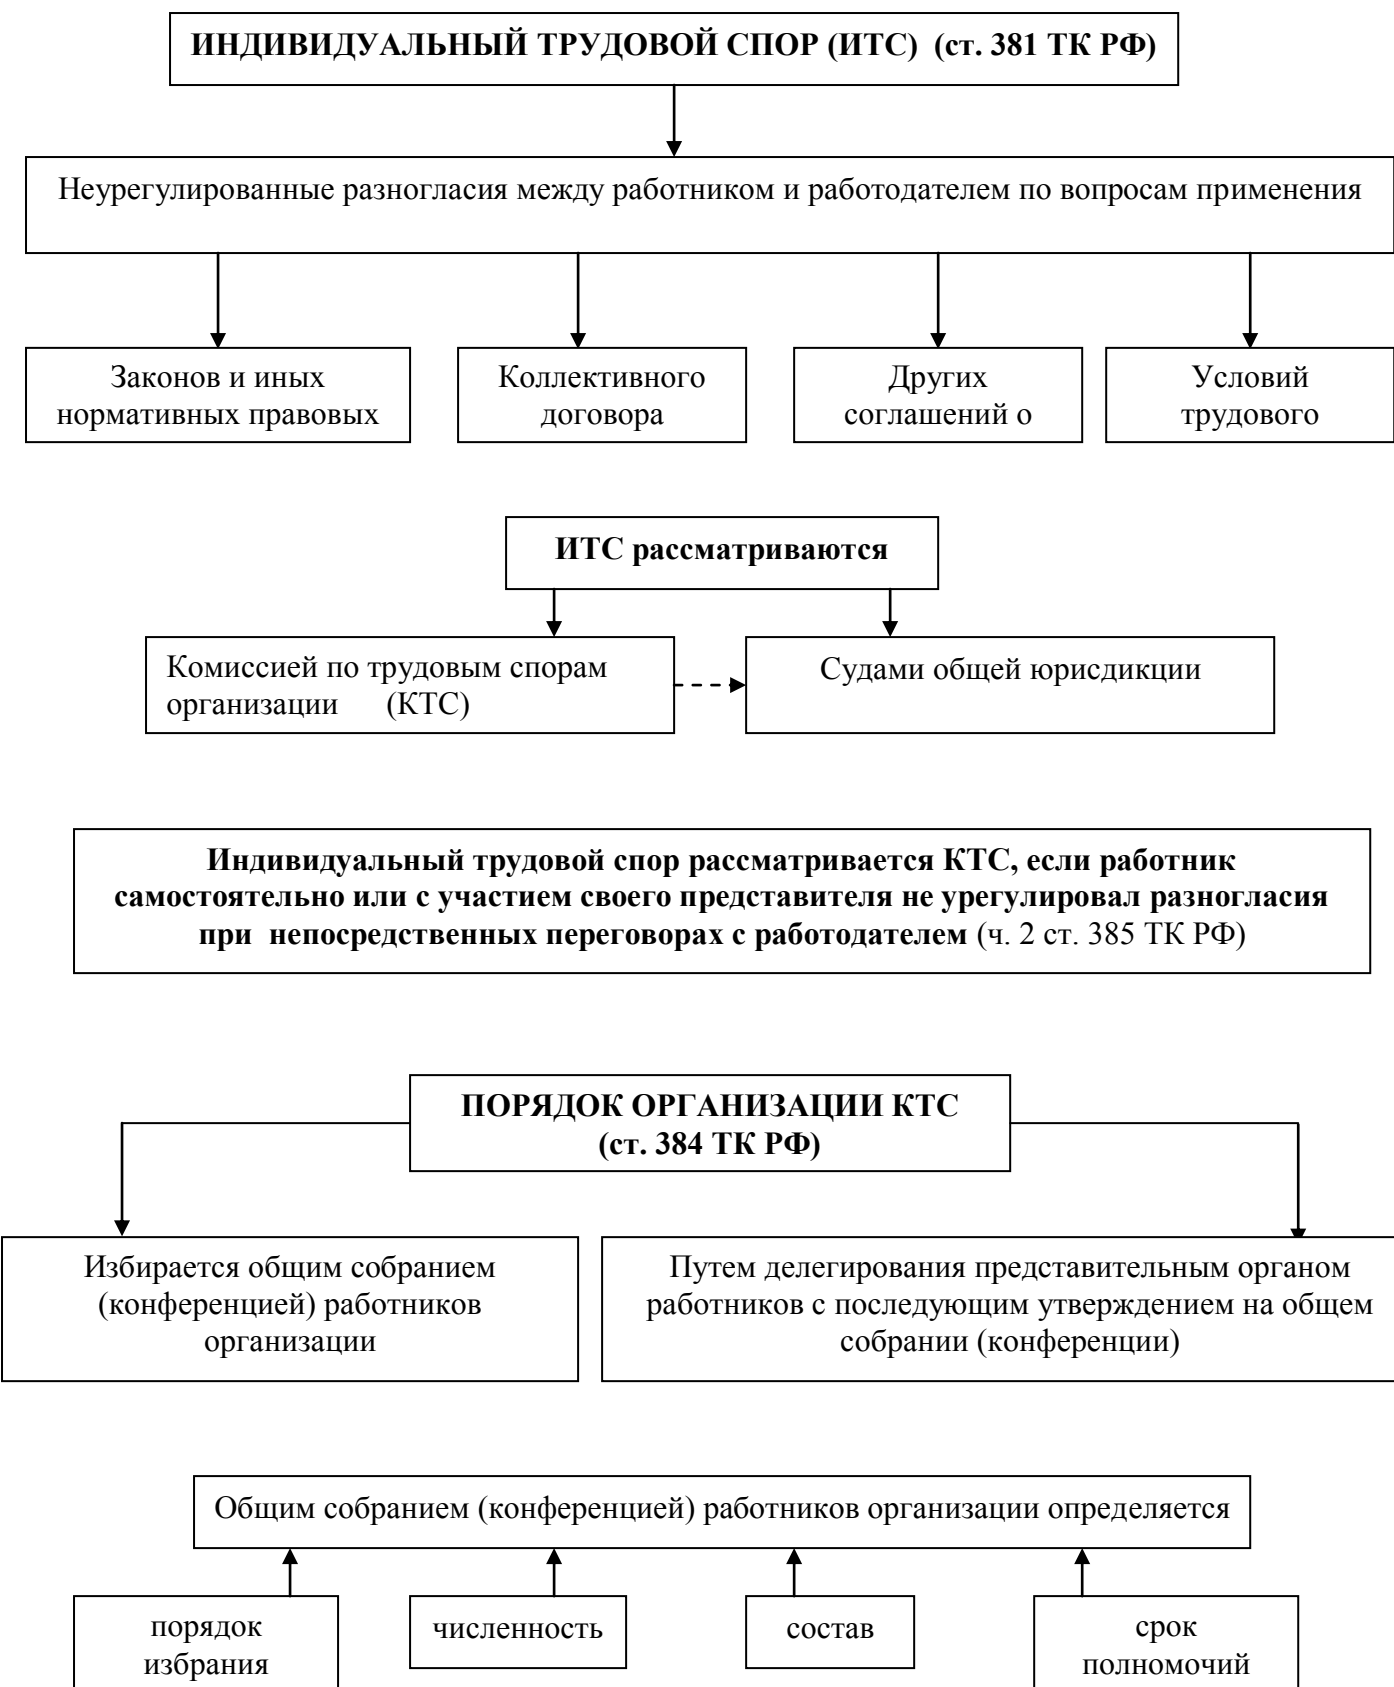 ИНДИВИДУАЛЬНЫЙ ТРУДОВОЙ СПОР (ИТС) (ст. 381 ТК РФ)
Неурегулированные разногласия между работником и работодателем по вопросам применения
Законов и иных
нормативных правовых
Коллективного
договора
Других
соглашений о
Условий
трудового
ИТС рассматриваются
Комиссией по трудовым спорам
организации (КТС)
Судами общей юрисдикции
Индивидуальный трудовой спор рассматривается КТС, если работник
самостоятельно или с участием своего представителя не урегулировал разногласия
при непосредственных переговорах с работодателем (ч. 2 ст. 385 ТК РФ)
ПОРЯДОК ОРГАНИЗАЦИИ КТС
(ст. 384 ТК РФ)
Избирается общим собранием
(конференцией) работников
организации
Путем делегирования представительным органом
работников с последующим утверждением на общем
собрании (конференции)
Общим собранием (конференцией) работников организации определяется
порядок
избрания
численность
состав
срок
полномочий